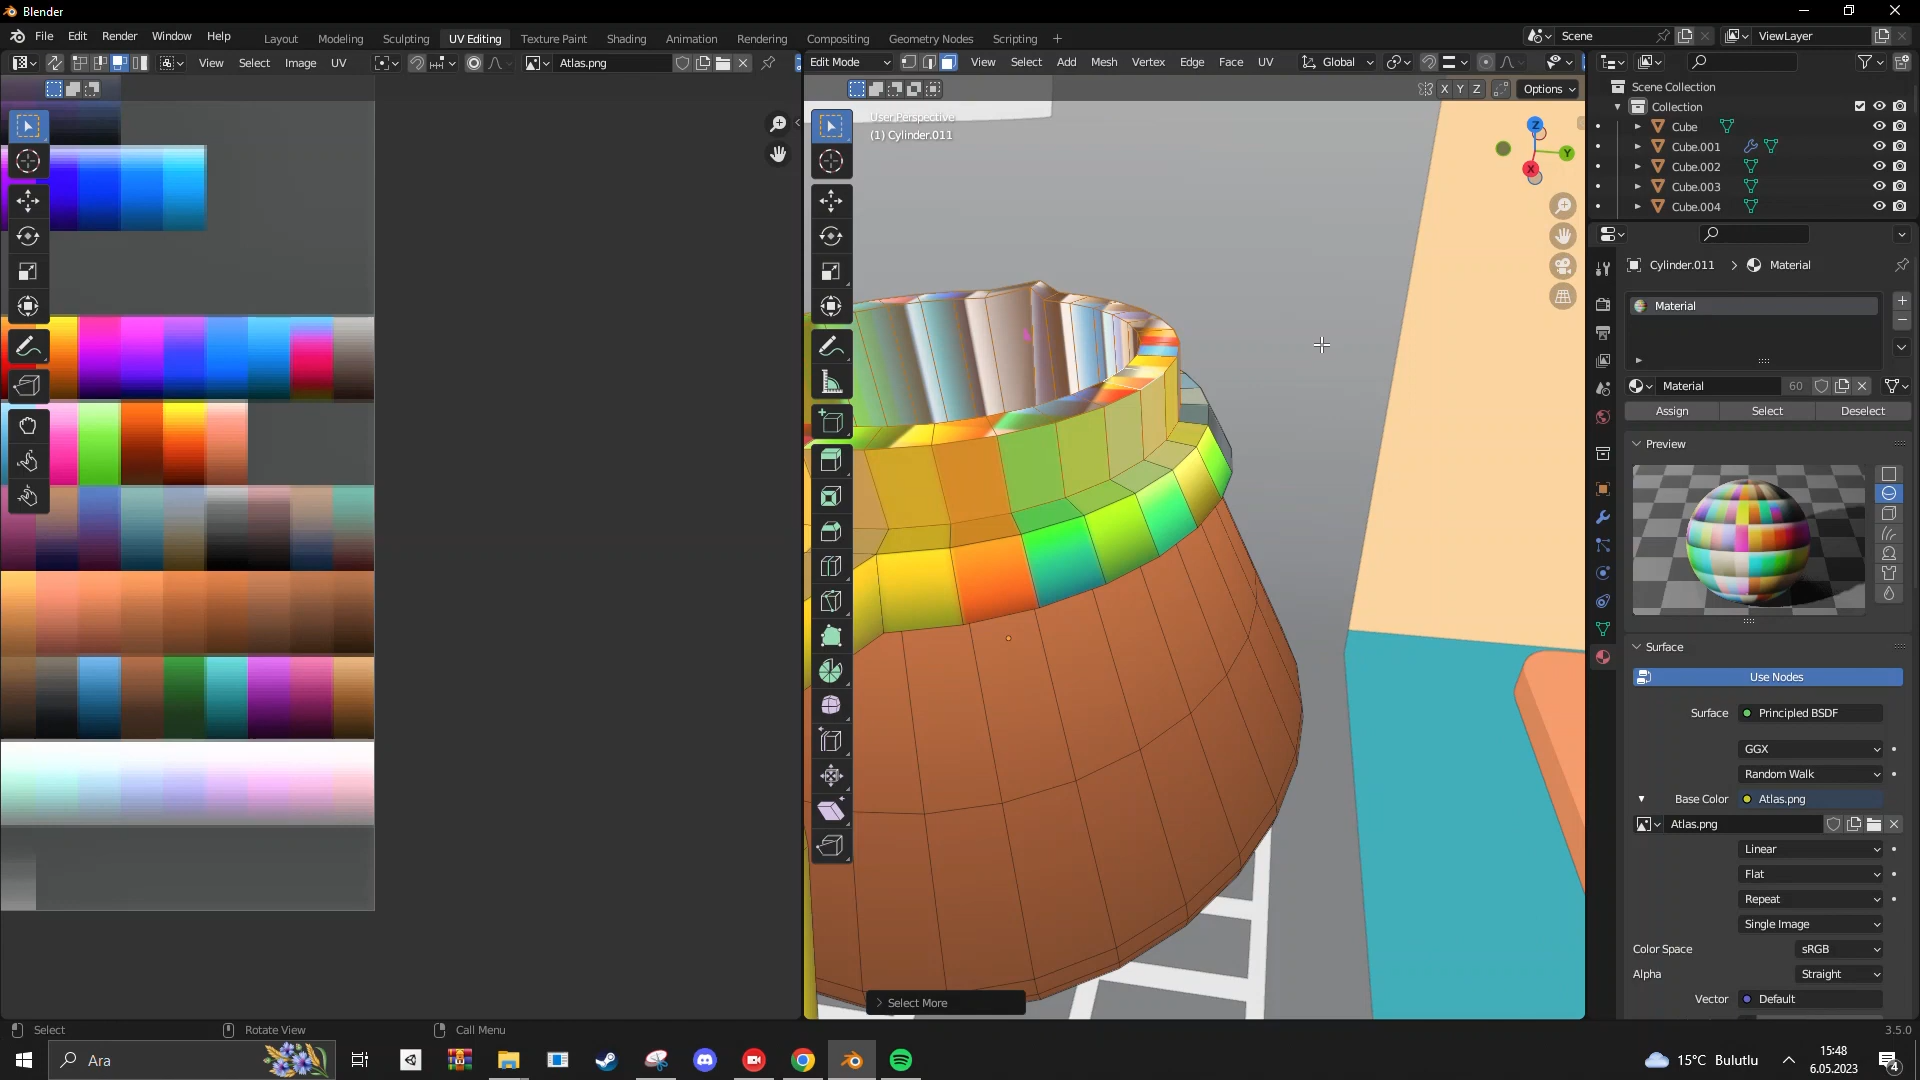 Blender
File Edit Render Window Help Layout Modeling Sculpting UV Editing Texture Paint Shading Animation Rendering Compositing Geometry Nodes Scripting + Scene ViewLayer
View Select Image UV Atlas.png
Edit Mode View Select Add Mesh Vertex Edge Face UV Global
X Y Z Options
User Perspective
(1) Cylinder.011
Z
Y
X
Scene Collection
Collection
Cube
Cube.001
Cube.002
Cube.003
Cube.004
Cylinder.011 > Material
Material
Material 60
Assign Select Deselect
Preview
Surface
Use Nodes
Surface Principled BSDF
GGX
Random Walk
Base Color Atlas.png
Atlas.png
Linear
Flat
Repeat
Single Image
Color Space sRGB
Alpha Straight
Vector Default
Select More
Select Rotate View Call Menu 3.5.0
Ara
15°C Bulutlu
15:48
6.05.2023
4